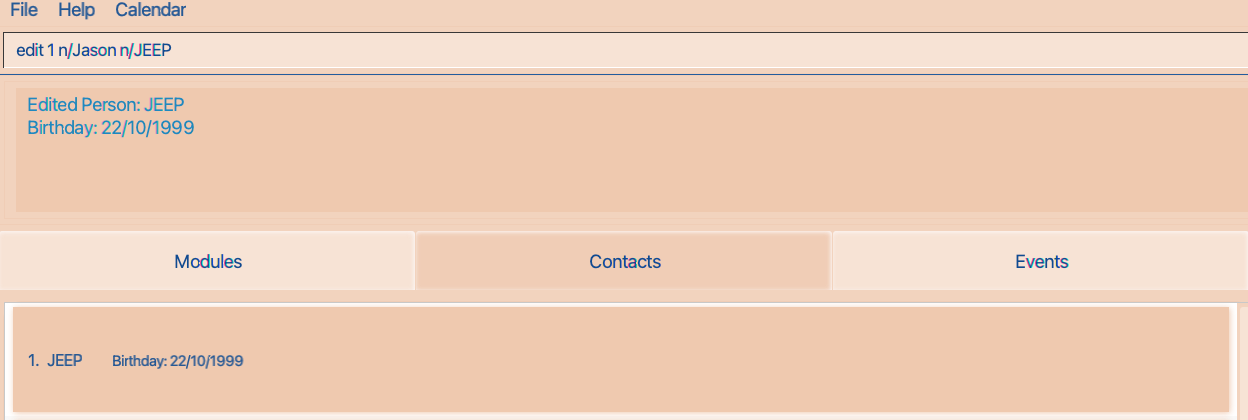 File Help Calendar
edit 1 n/Jason n/JEEP
Edited Person: JEEP
Birthday: 22/10/1999
Modules Contacts Events
1. JEEP Birthday: 22/10/1999